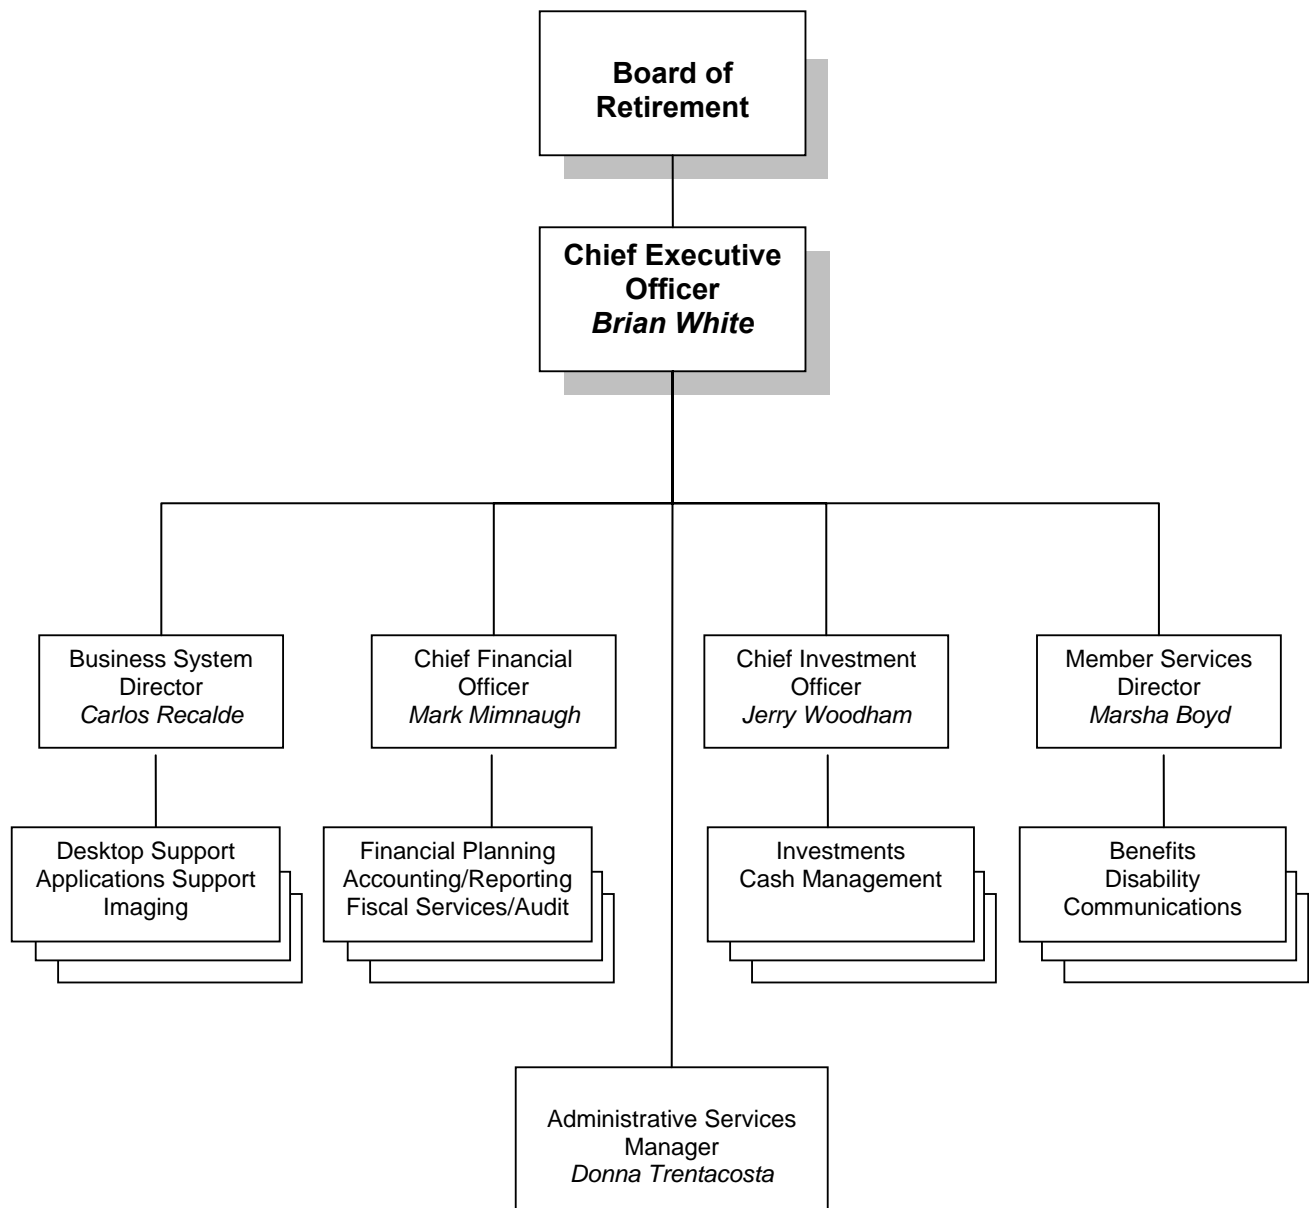 Board of
Retirement
Chief Executive
Officer
Brian White
Business System
Director
Carlos Recalde
Chief Financial
Officer
Mark Mimnaugh
Chief Investment
Officer
Jerry Woodham
Member Services
Director
Marsha Boyd
Desktop Support
Applications Support
Imaging
Financial Planning
Accounting/Reporting
Fiscal Services/Audit
Investments
Cash Management
Benefits
Disability
Communications
Administrative Services
Manager
Donna Trentacosta